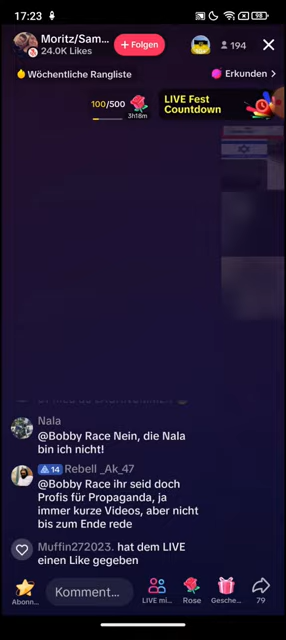 17:23
98
Moritz/Sam...
24.0K Likes
+ Folgen
194
Wöchentliche Rangliste
Erkunden >
100/500
3h18m
LIVE Fest
Countdown
Nala
@Bobby Race Nein, die Nala
bin ich nicht!
14 Rebell _Ak_47
@Bobby Race ihr seid doch
Profis für Propaganda, ja
immer kurze Videos, aber nicht
bis zum Ende rede
Muffin272023. hat dem LIVE
einen Like gegeben
Abonn...
Komment...
LIVE mi...
Rose
Gesche...
79